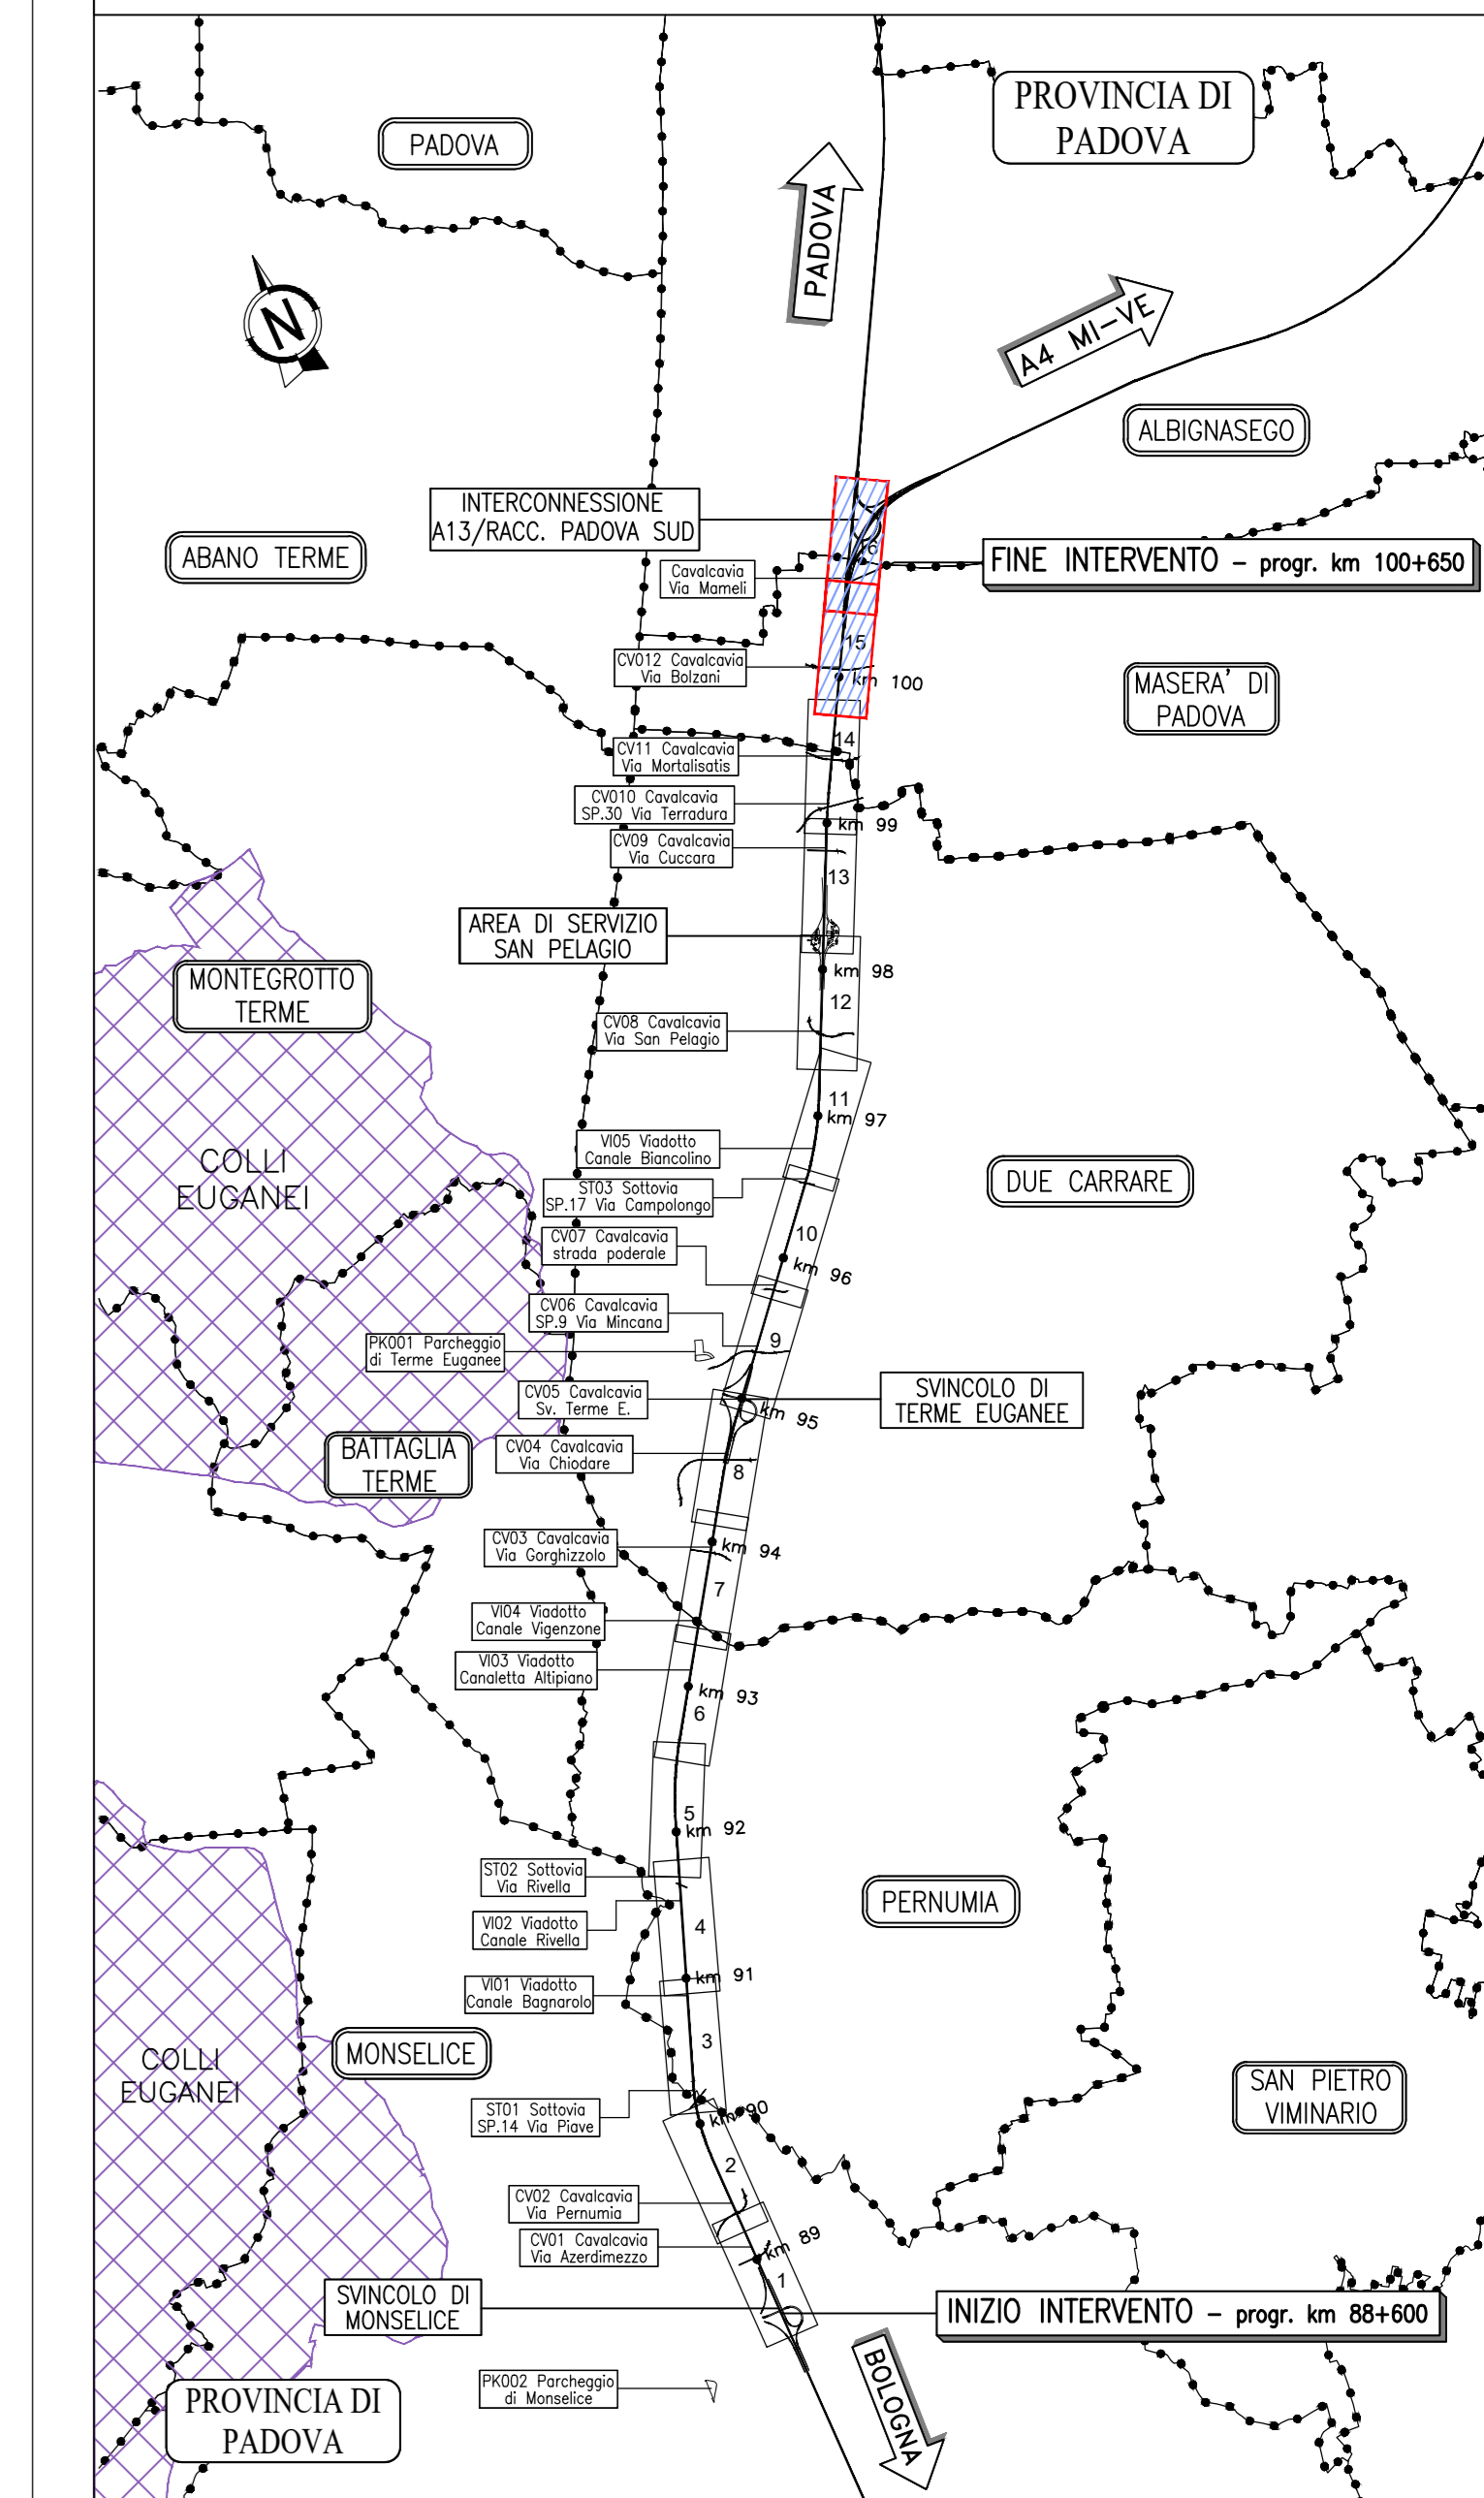 PROVINCIA DI
PADOVA
PADOVA
PADOVA
N
A4 MI-VE
ALBIGNASEGO
INTERCONNESSIONE
A13/RACC. PADOVA SUD
ABANO TERME
16
FINE INTERVENTO - progr. km 100+650
Cavalcavia
Via Mameli
15
CV012 Cavalcavia
Via Bolzani
km 100
MASERA' DI
PADOVA
14
CV11 Cavalcavia
Via Mortalisatis
CV010 Cavalcavia
SP.30 Via Terradura
km 99
CV09 Cavalcavia
Via Cuccara
13
AREA DI SERVIZIO
SAN PELAGIO
km 98
MONTEGROTTO
TERME
12
CV08 Cavalcavia
Via San Pelagio
11
km 97
VI05 Viadotto
Canale Biancolino
COLLI
EUGANEI
DUE CARRARE
ST03 Sottovia
SP.17 Via Campolongo
10
CV07 Cavalcavia
strada poderale
km 96
CV06 Cavalcavia
SP.9 Via Mincana
9
PK001 Parcheggio
di Terme Euganee
CV05 Cavalcavia
Sv. Terme E.
SVINCOLO DI
TERME EUGANEE
km 95
BATTAGLIA
TERME
CV04 Cavalcavia
Via Chiodare
8
CV03 Cavalcavia
Via Gorghizzolo
km 94
7
VI04 Viadotto
Canale Vigenzone
VI03 Viadotto
Canaletta Altipiano
km 93
6
5
km 92
ST02 Sottovia
Via Rivella
PERNUMIA
VI02 Viadotto
Canale Rivella
4
km 91
VI01 Viadotto
Canale Bagnarolo
3
MONSELICE
COLLI
EUGANEI
SAN PIETRO
VIMINARIO
ST01 Sottovia
SP.14 Via Piave
km 90
2
CV02 Cavalcavia
Via Pernumia
CV01 Cavalcavia
Via Azerdimezzo
km 89
1
SVINCOLO DI
MONSELICE
INIZIO INTERVENTO - progr. km 88+600
BOLOGNA
PK002 Parcheggio
di Monselice
PROVINCIA DI
PADOVA